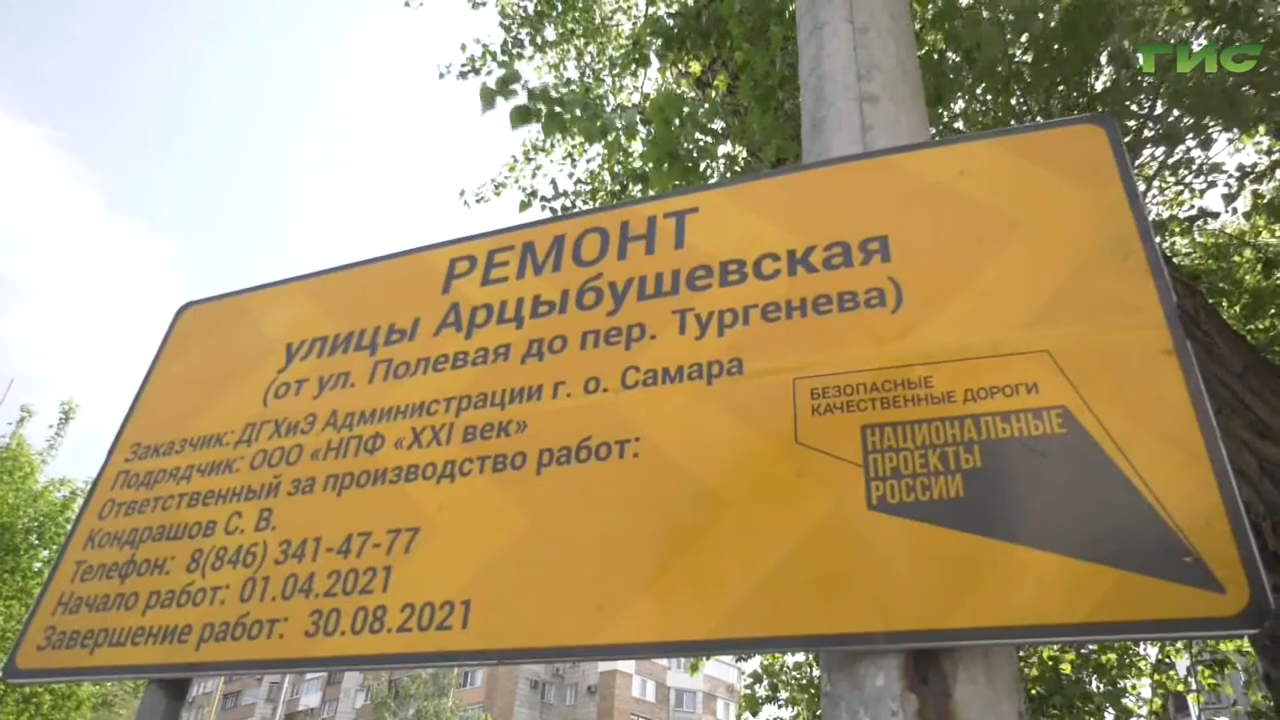 ГИС
РЕМОНТ
улицы Арцыбушевская
(от ул. Полевая до пер. Тургенева)
Заказчик: ДГХиЭ Администрации г. о. Самара
Подрядчик: ООО «НПФ «XXI век»
Ответственный за производство работ:
Кондрашов С. В.
Телефон: 8(846) 341-47-77
Начало работ: 01.04.2021
Завершение работ: 30.08.2021
БЕЗОПАСНЫЕ
КАЧЕСТВЕННЫЕ ДОРОГИ
НАЦИОНАЛЬНЫЕ
ПРОЕКТЫ
РОССИИ